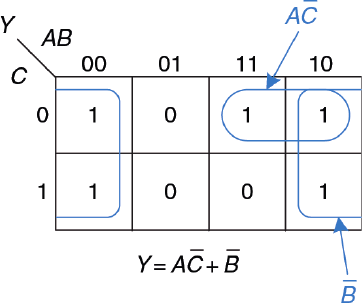 AC̅
Y AB
C 00 01 11 10
0 1 0 1 1
1 1 0 0 1
Y = AC̅ + B̅
B̅